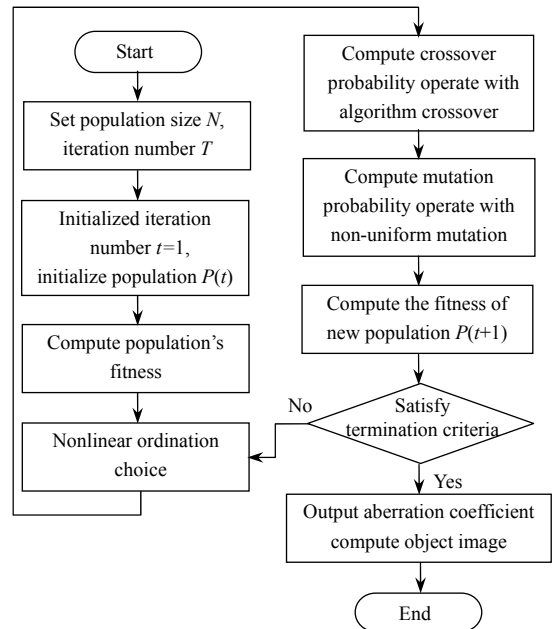 Start
Set population size N,
iteration number T
Initialized iteration
number t=1,
initialize population P(t)
Compute population's
fitness
Nonlinear ordination
choice
Compute crossover
probability operate with
algorithm crossover
Compute mutation
probability operate with
non-uniform mutation
Compute the fitness of
new population P(t+1)
Satisfy
termination criteria
No
Yes
Output aberration coefficient
compute object image
End